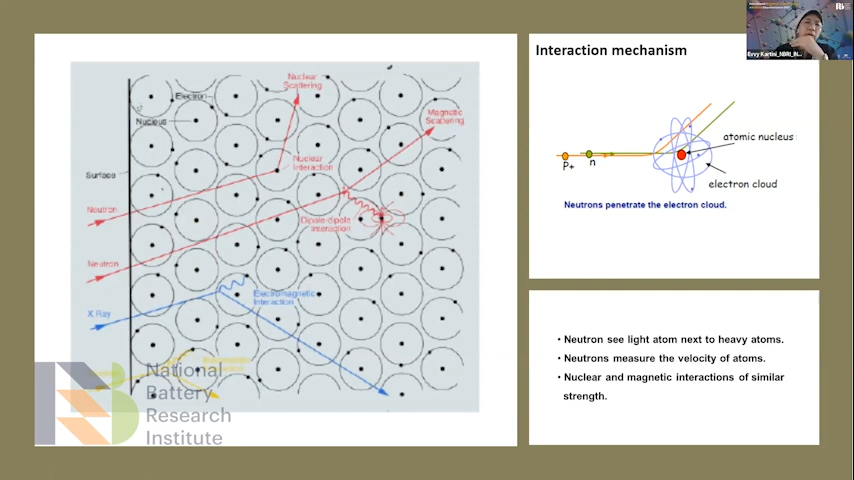 Nuclear
Scattering
Magnetic
Scattering
Electron
Nucleus
Nuclear
Interaction
Surface
Neutron
Dipole-dipole
Interaction
Neutron
Electromagnetic
Interaction
X Ray
National
Battery
Research
Institute
Interaction mechanism
atomic nucleus
P+
n
electron cloud
Neutrons penetrate the electron cloud.
• Neutron see light atom next to heavy atoms.
• Neutrons measure the velocity of atoms.
• Nuclear and magnetic interactions of similar
strength.
Evvy Kartini_NBRI_IN...